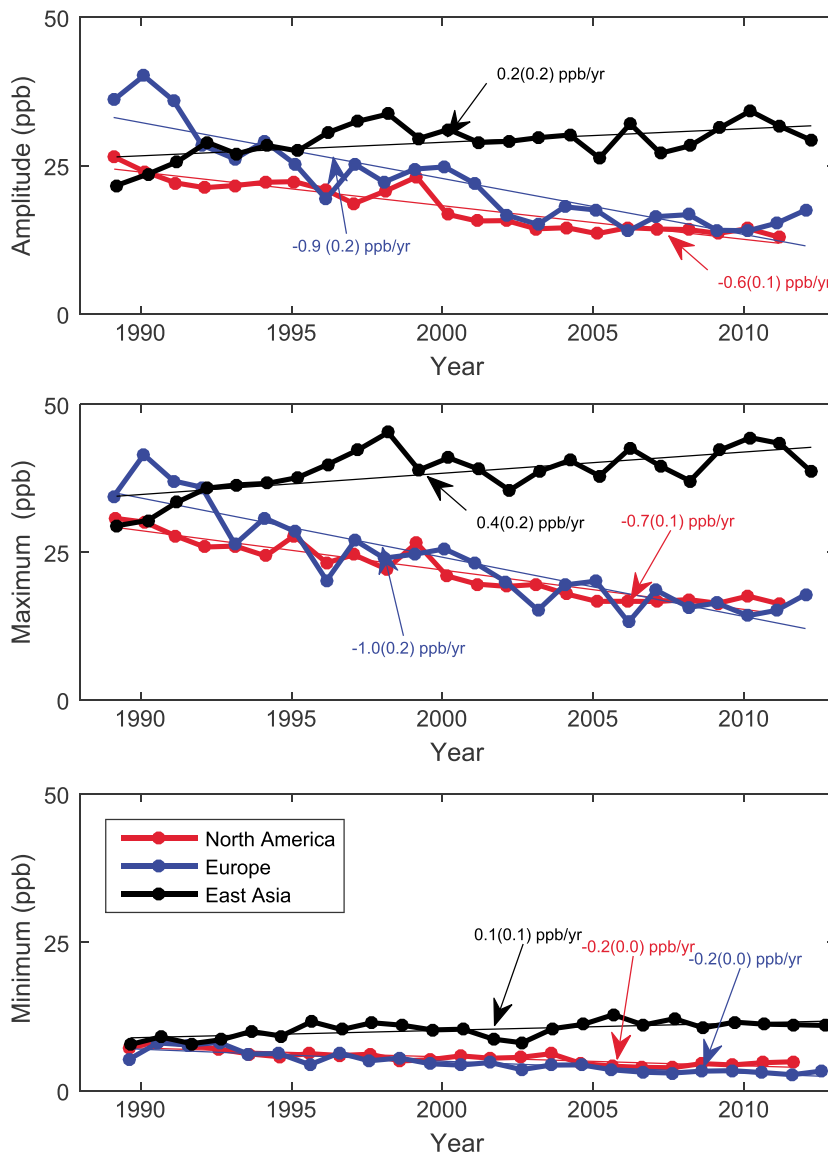 50
25
0
Amplitude (ppb)
0.2(0.2) ppb/yr
-0.9 (0.2) ppb/yr
-0.6(0.1) ppb/yr
1990 1995 2000 2005 2010
Year
50
25
0
Maximum (ppb)
0.4(0.2) ppb/yr
-0.7(0.1) ppb/yr
-1.0(0.2) ppb/yr
1990 1995 2000 2005 2010
Year
50
25
0
Minimum (ppb)
North America
Europe
East Asia
0.1(0.1) ppb/yr
-0.2(0.0) ppb/yr
-0.2(0.0) ppb/yr
1990 1995 2000 2005 2010
Year